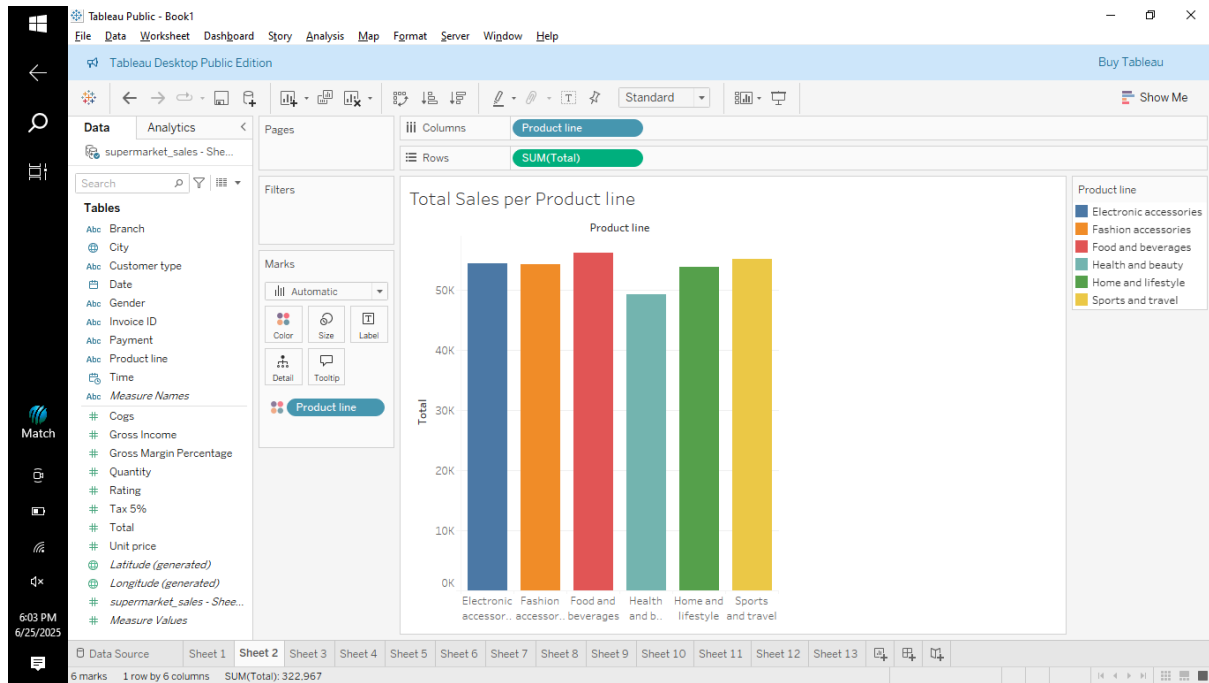 Tableau Public - Book1
File Data Worksheet Dashboard Story Analysis Map Format Server Window Help
Tableau Desktop Public Edition
Buy Tableau
Standard
Show Me
Data
Analytics
supermarket_sales - She...
Search
Tables
Abc Branch
City
Abc Customer type
Date
Abc Gender
Abc Invoice ID
Abc Payment
Abc Product line
Time
Abc Measure Names
# Cogs
# Gross Income
# Gross Margin Percentage
# Quantity
# Rating
# Tax 5%
# Total
# Unit price
Latitude (generated)
Longitude (generated)
# supermarket_sales - Shee...
# Measure Values
Pages
Filters
Marks
Automatic
Color
Size
T
Label
Detail
Tooltip
Product line
Columns
Product line
Rows
SUM(Total)
Total Sales per Product line
Product line
Total
50K
40K
30K
20K
10K
0K
Electronic accessor..
Fashion accessor..
Food and beverages
Health and b..
Home and lifestyle
Sports and travel
Product line
Electronic accessories
Fashion accessories
Food and beverages
Health and beauty
Home and lifestyle
Sports and travel
Match
6:03 PM
6/25/2025
Data Source
Sheet 1
Sheet 2
Sheet 3
Sheet 4
Sheet 5
Sheet 6
Sheet 7
Sheet 8
Sheet 9
Sheet 10
Sheet 11
Sheet 12
Sheet 13
6 marks 1 row by 6 columns SUM(Total): 322,967